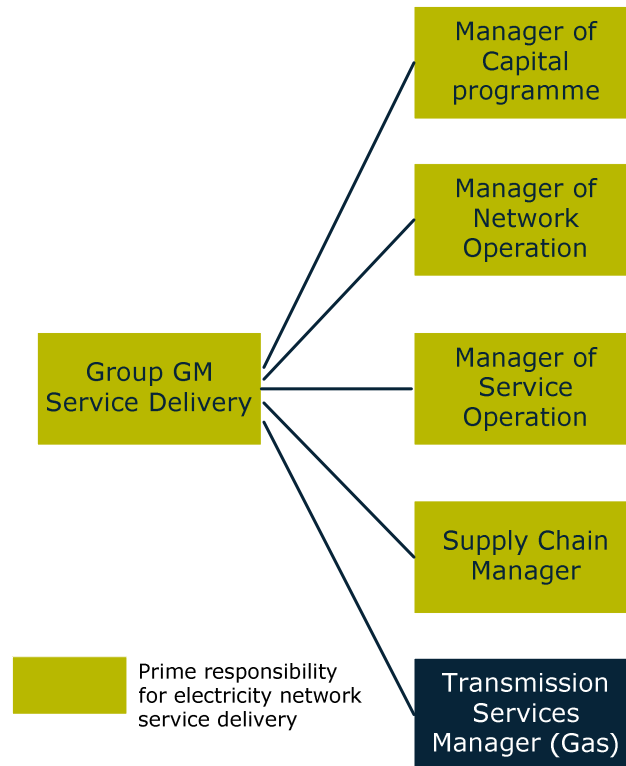 Manager of
Capital
programme
Manager of
Network
Operation
Group GM
Service Delivery
Manager of
Service
Operation
Supply Chain
Manager
Prime responsibility
for electricity network
service delivery
Transmission
Services
Manager (Gas)